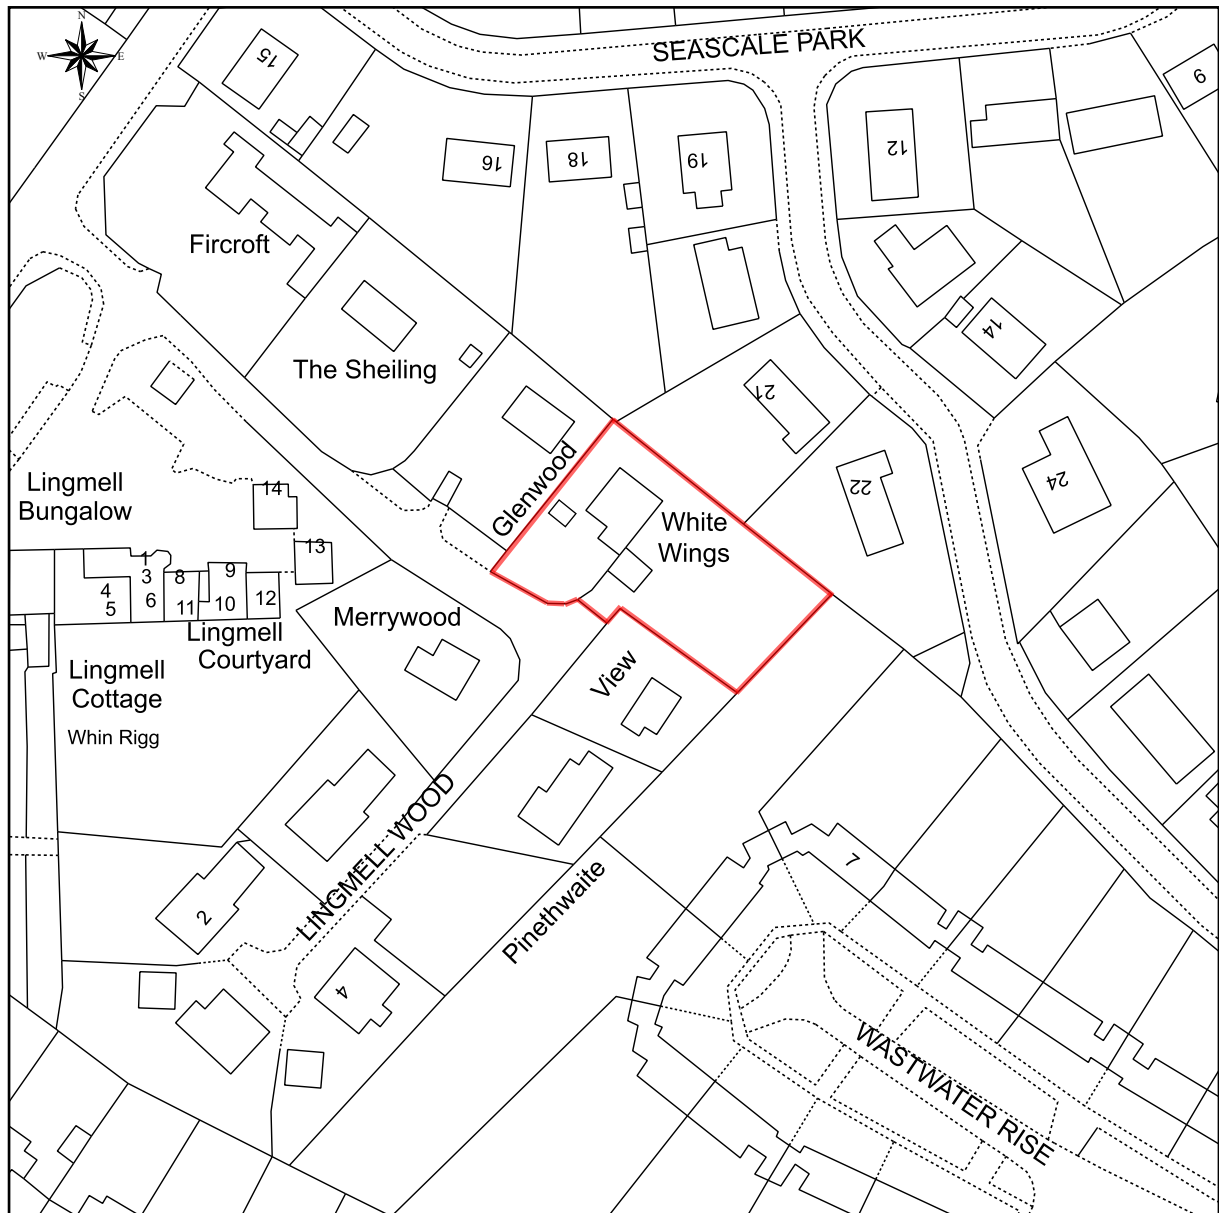 N
W E
S
SEASCALE PARK
15
16
18
19
12
9
Fircroft
The Sheiling
14
21
Glenwood
22
24
White
Wings
Lingmell
Bungalow
14
13
1
3
4
5
6
8
9
10
11
12
Lingmell
Courtyard
Merrywood
Lingmell
Cottage
Whin Rigg
View
LINGMELL WOOD
2
4
Pinethwaite
7
WASTWATER RISE